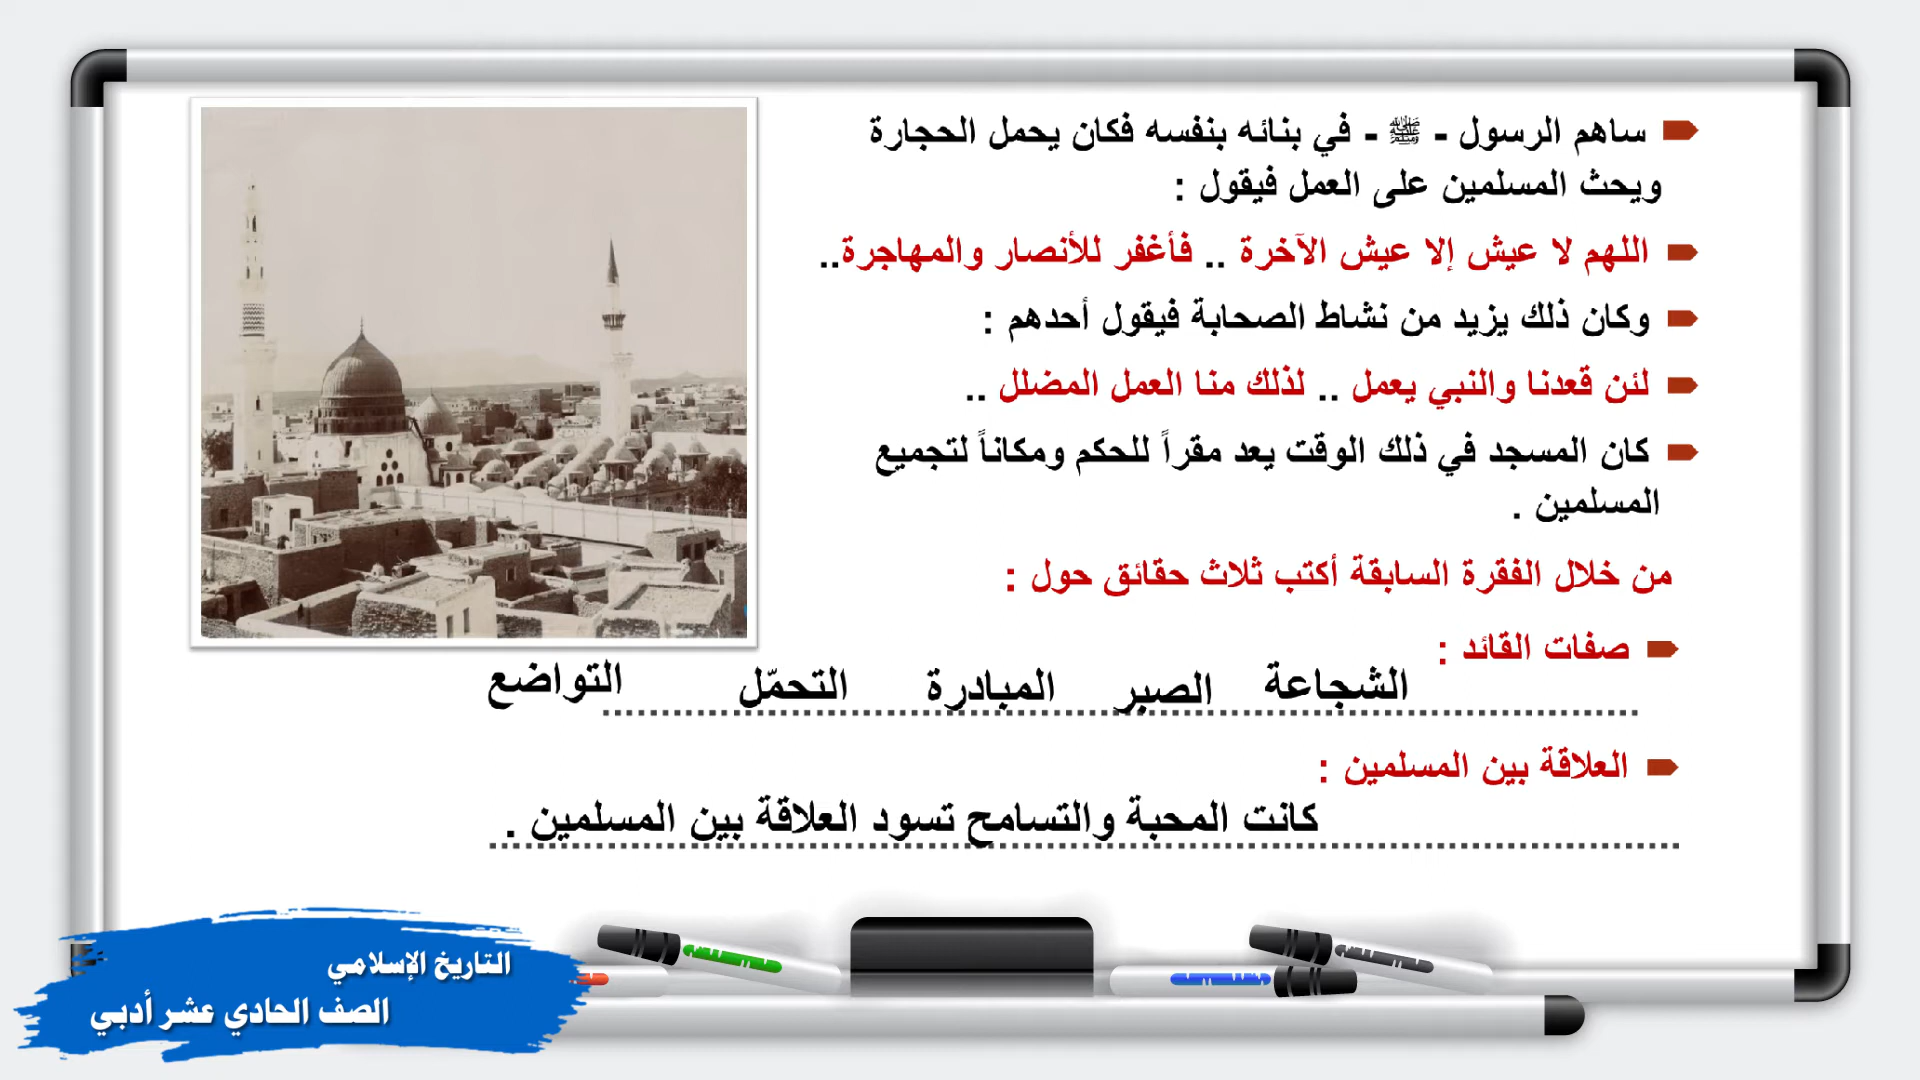 ساهم الرسول - ﷺ - في بنائه بنفسه فكان يحمل الحجارة
ويحث المسلمين على العمل فيقول :
اللهم لا عيش إلا عيش الآخرة .. فأغفر للأنصار والمهاجرة..
وكان ذلك يزيد من نشاط الصحابة فيقول أحدهم :
لئن قعدنا والنبي يعمل .. لذلك منا العمل المضلل ..
كان المسجد في ذلك الوقت يعد مقراً للحكم ومكاناً لتجميع
المسلمين .
من خلال الفقرة السابقة أكتب ثلاث حقائق حول :
صفات القائد :
الشجاعة الصبر المبادرة التحمّل التواضع
العلاقة بين المسلمين :
كانت المحبة والتسامح تسود العلاقة بين المسلمين .
التاريخ الإسلامي
الصف الحادي عشر أدبي